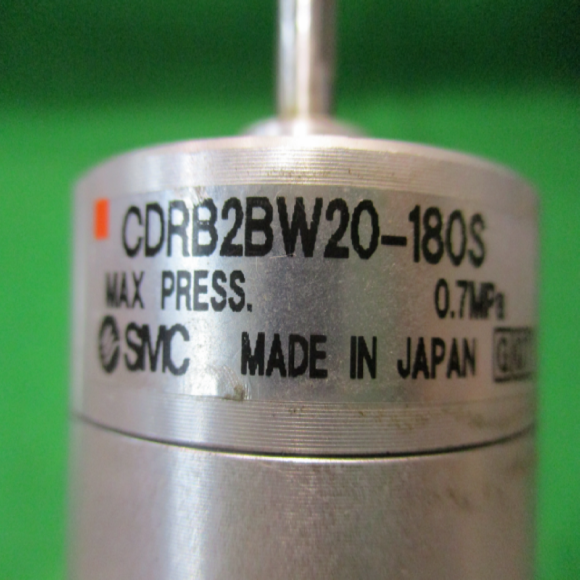 CDRB2BW20-180S
MAX PRESS. 0.7MPa
SMC MADE IN JAPAN